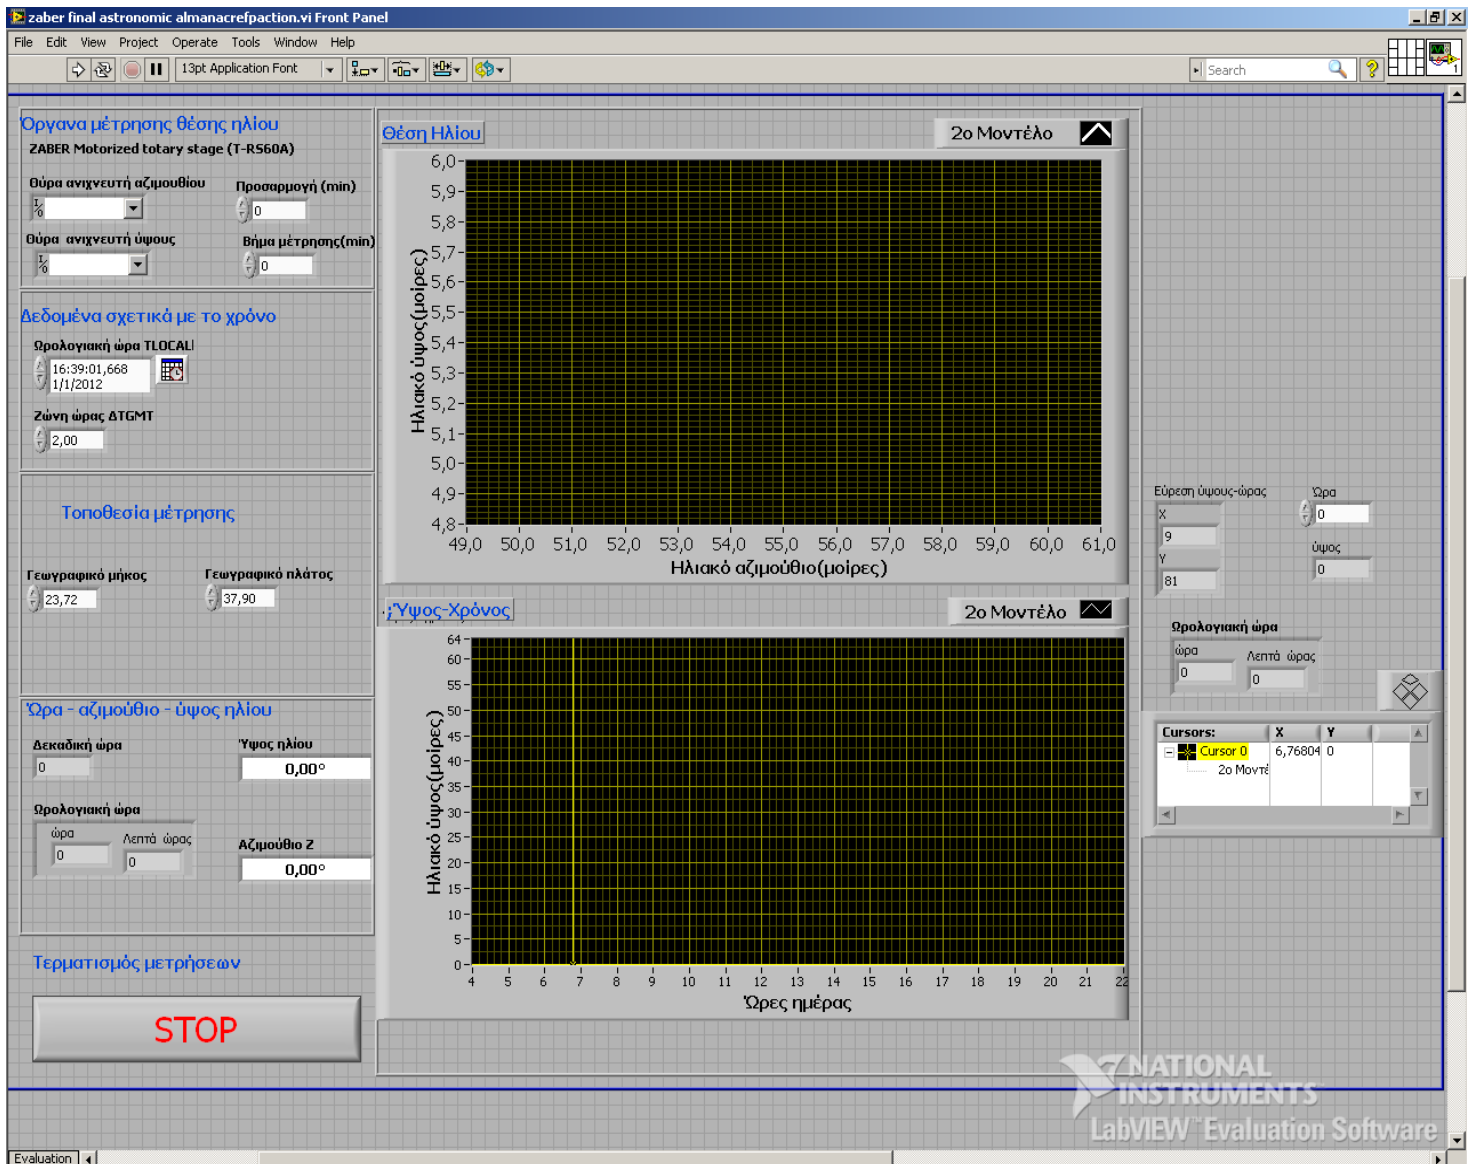 zaber final astronomic almanacrefpaction.vi Front Panel
File Edit View Project Operate Tools Window Help
13pt Application Font
Search
1
Όργανα μέτρησης θέσης ηλίου
ZABER Motorized totary stage (T-RS60A)
Θύρα ανιχνευτή αζιμουθίου
Προσαρμογή (min)
0
Θύρα ανιχνευτή ύψους
Βήμα μέτρησης(min)
0
Δεδομένα σχετικά με το χρόνο
Ωρολογιακή ώρα TLOCAL
16:39:01,668
1/1/2012
Ζώνη ώρας ΔTGMT
2,00
Τοποθεσία μέτρησης
Γεωγραφικό μήκος
Γεωγραφικό πλάτος
23,72
37,90
Ώρα - αζιμούθιο - ύψος ηλίου
Δεκαδική ώρα
Ύψος ηλίου
0
0,00°
Ωρολογιακή ώρα
ώρα
Λεπτά ώρας
0
0
Αζιμούθιο Ζ
0,00°
Τερματισμός μετρήσεων
STOP
Θέση Ηλίου
2ο Μοντέλο
6,0
5,9
5,8
5,7
5,6
5,5
5,4
5,3
5,2
5,1
5,0
4,9
4,8
Ηλιακό ύψος(μοίρες)
49,0 50,0 51,0 52,0 53,0 54,0 55,0 56,0 57,0 58,0 59,0 60,0 61,0
Ηλιακό αζιμούθιο(μοίρες)
;Ύψος-Χρόνος
2ο Μοντέλο
64
60
55
50
45
40
35
30
25
20
15
10
5
0
Ηλιακό ύψος(μοίρες)
4 5 6 7 8 9 10 11 12 13 14 15 16 17 18 19 20 21 22
Ώρες ημέρας
Εύρεση ύψους-ώρας
X
9
Y
81
Ώρα
0
ύψος
0
Ωρολογιακή ώρα
ώρα
Λεπτά ώρας
0
0
Cursors: X Y
Cursor 0 6,76804 0
2ο Μοντέ
NATIONAL
INSTRUMENTS
LabVIEW™ Evaluation Software
Evaluation